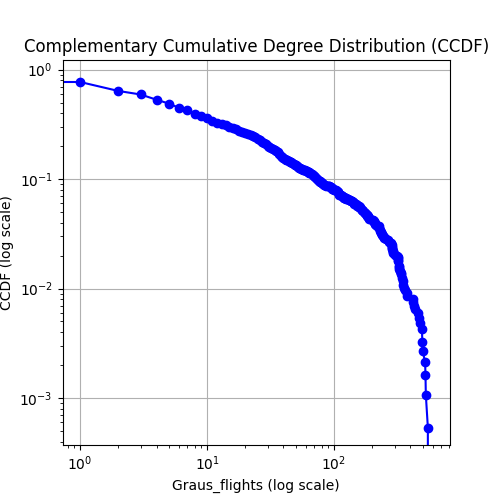 Complementary Cumulative Degree Distribution (CCDF)
10⁰
10⁻¹
10⁻²
10⁻³
CCDF (log scale)
10⁰ 10¹ 10²
Graus_flights (log scale)